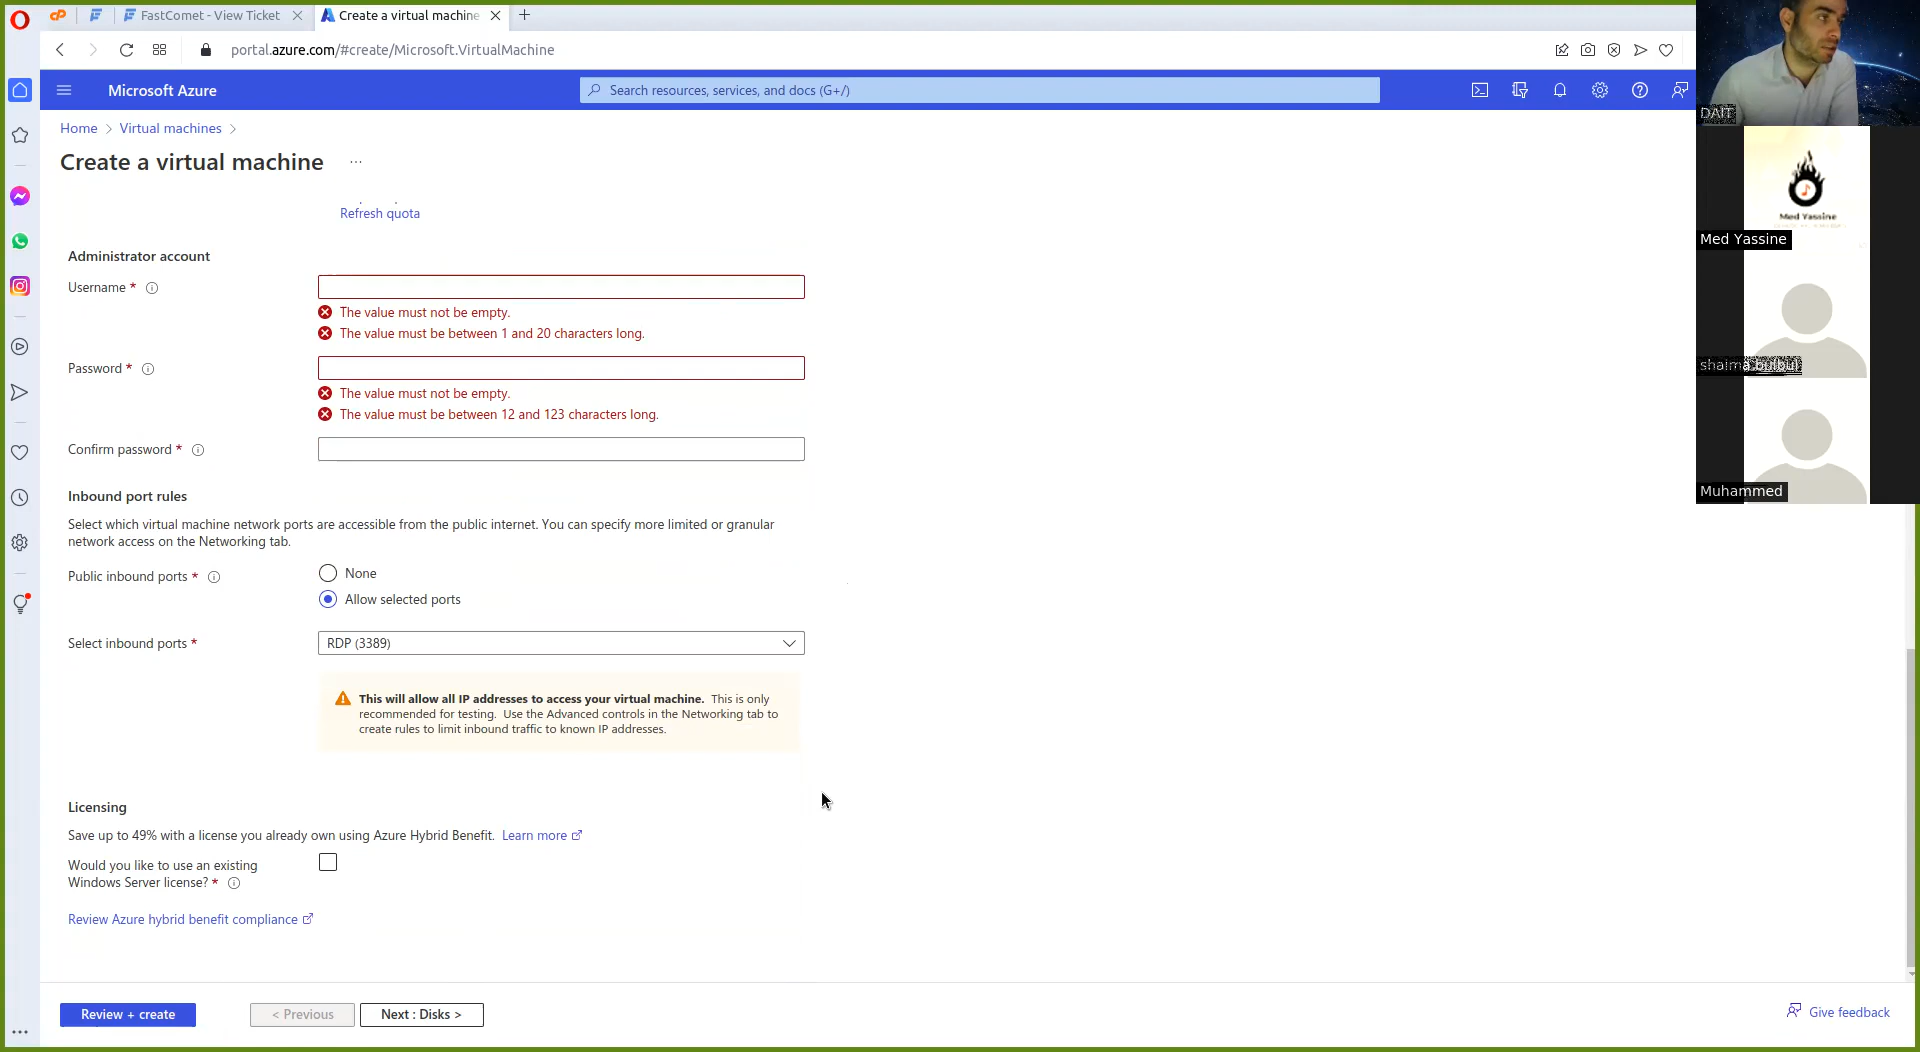 FastComet - View Ticket
Create a virtual machine
portal.azure.com/#create/Microsoft.VirtualMachine
Microsoft Azure
Search resources, services, and docs (G+/)
Home > Virtual machines >
Create a virtual machine
...
Refresh quota
Administrator account
Username *
The value must not be empty.
The value must be between 1 and 20 characters long.
Password *
The value must not be empty.
The value must be between 12 and 123 characters long.
Confirm password *
Inbound port rules
Select which virtual machine network ports are accessible from the public internet. You can specify more limited or granular
network access on the Networking tab.
Public inbound ports *
None
Allow selected ports
Select inbound ports *
RDP (3389)
This will allow all IP addresses to access your virtual machine. This is only
recommended for testing. Use the Advanced controls in the Networking tab to
create rules to limit inbound traffic to known IP addresses.
Licensing
Save up to 49% with a license you already own using Azure Hybrid Benefit. Learn more
Would you like to use an existing
Windows Server license? *
Review Azure hybrid benefit compliance
Review + create
< Previous
Next : Disks >
Give feedback
DAIT
Med Yassine
Med Yassine
shaima bulbul
Muhammed